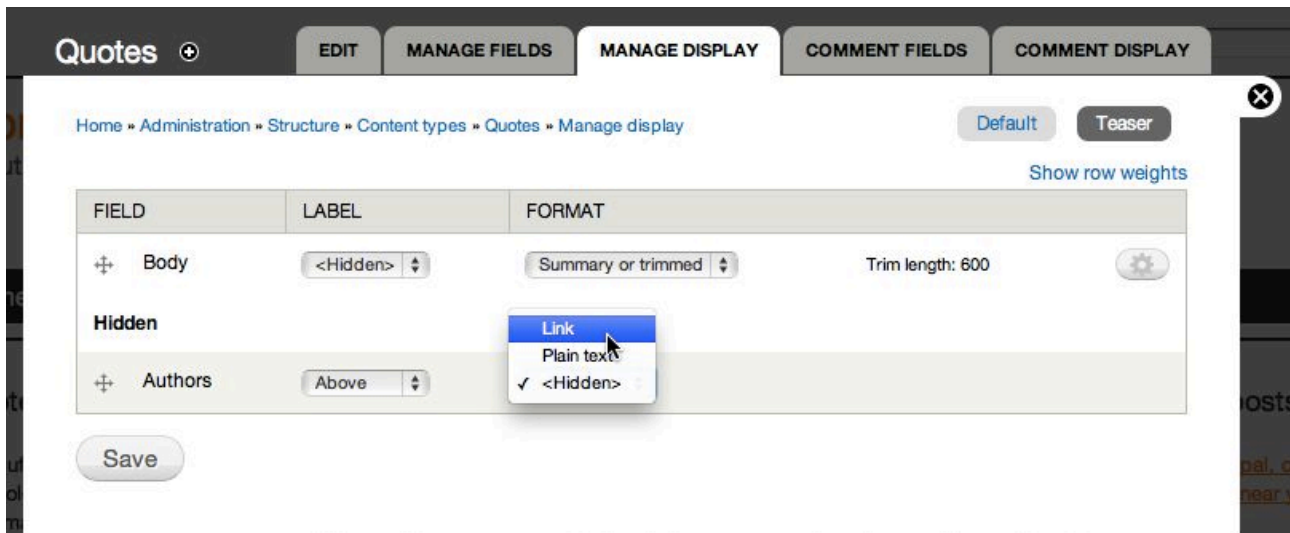 Quotes
EDIT
MANAGE FIELDS
MANAGE DISPLAY
COMMENT FIELDS
COMMENT DISPLAY
Home » Administration » Structure » Content types » Quotes » Manage display
Default
Teaser
Show row weights
FIELD LABEL FORMAT
Body <Hidden> Summary or trimmed Trim length: 600
Hidden
Link
Plain text
Authors Above ✓ <Hidden>
Save